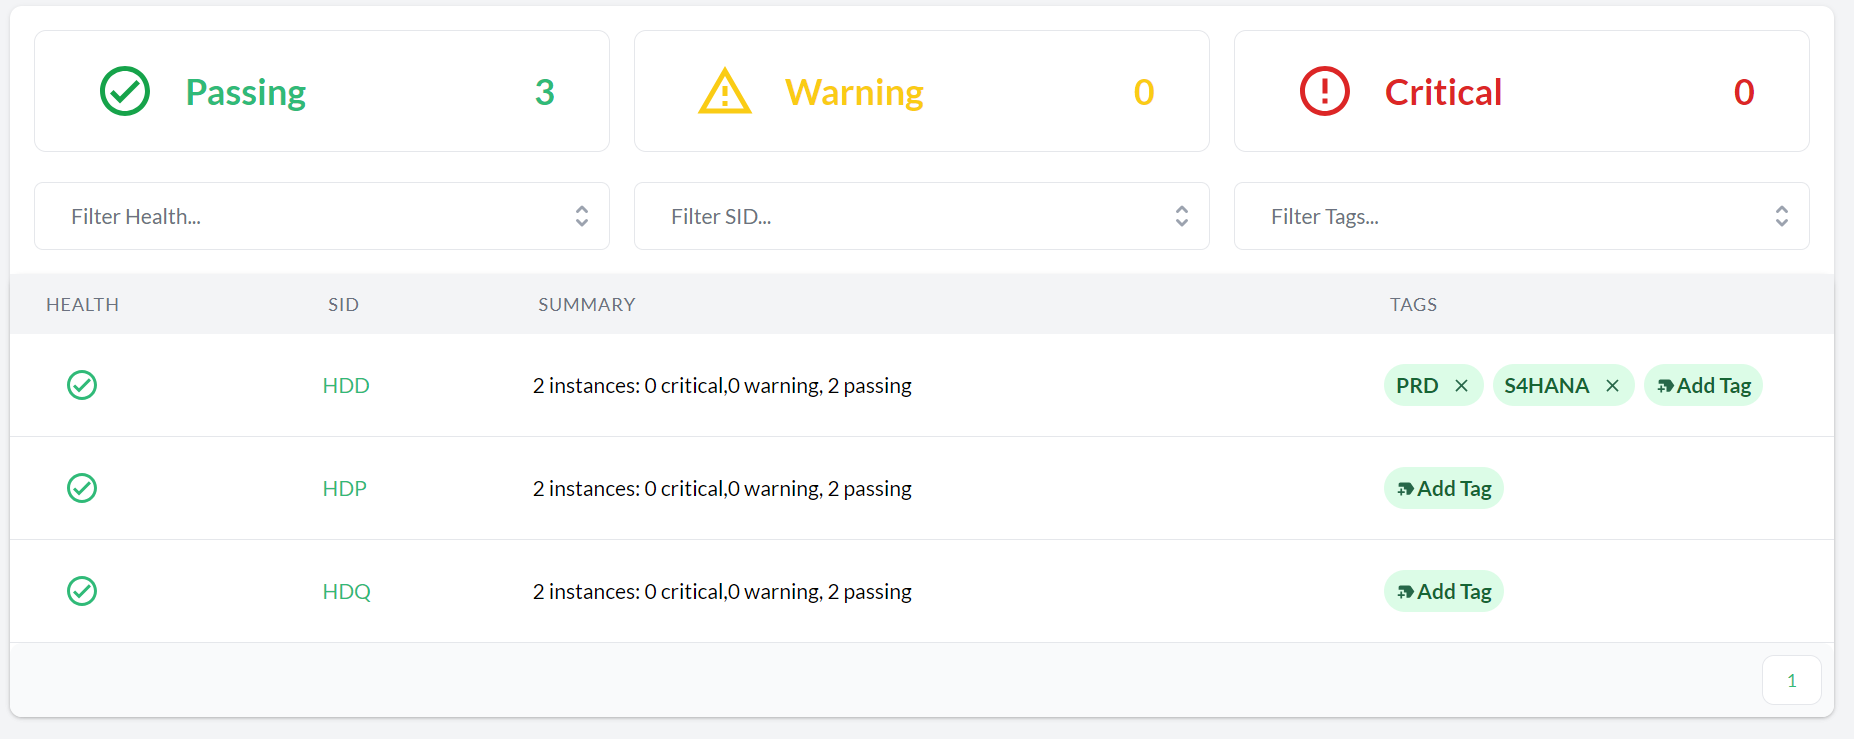 Passing 3 Warning 0 Critical 0
Filter Health... Filter SID... Filter Tags...
HEALTH SID SUMMARY TAGS
HDD 2 instances: 0 critical,0 warning, 2 passing PRD S4HANA Add Tag
HDP 2 instances: 0 critical,0 warning, 2 passing Add Tag
HDQ 2 instances: 0 critical,0 warning, 2 passing Add Tag
1